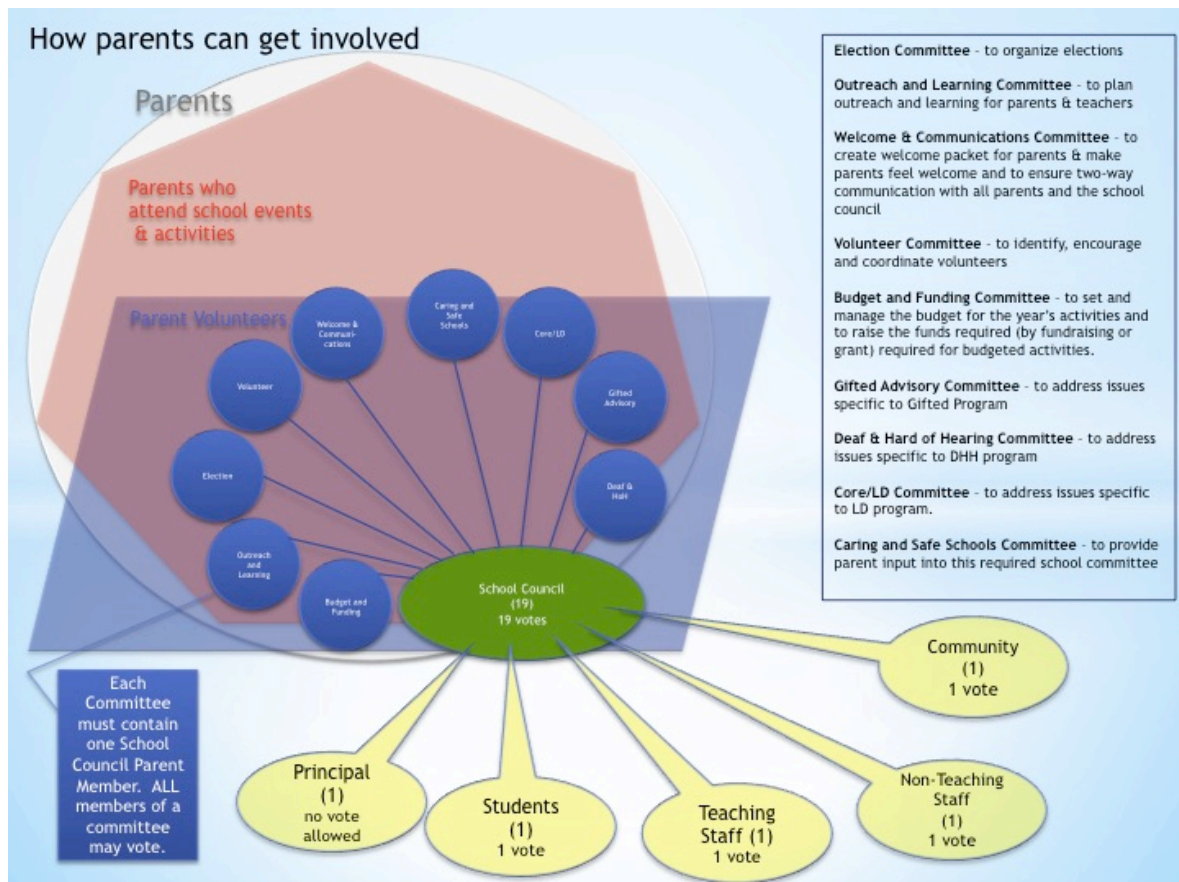 How parents can get involved
Parents
Parents who
attend school events
& activities
Parent Volunteers
Welcome &
Communi-
cations
Caring and
Safe
Schools
Core/LD
Volunteer
Gifted
Advisory
Election
Deaf &
HoH
Outreach
and
Learning
Budget and
Funding
School Council
(19)
19 votes
Each
Committee
must contain
one School
Council Parent
Member.  ALL
members of a
committee
may vote.
Principal
(1)
no vote
allowed
Students
(1)
1 vote
Teaching
Staff (1)
1 vote
Non-Teaching
Staff
(1)
1 vote
Community
(1)
1 vote
Election Committee - to organize elections
Outreach and Learning Committee - to plan
outreach and learning for parents & teachers
Welcome & Communications Committee - to
create welcome packet for parents & make
parents feel welcome and to ensure two-way
communication with all parents and the school
council
Volunteer Committee - to identify, encourage
and coordinate volunteers
Budget and Funding Committee - to set and
manage the budget for the year's activities and
to raise the funds required (by fundraising or
grant) required for budgeted activities.
Gifted Advisory Committee - to address issues
specific to Gifted Program
Deaf & Hard of Hearing Committee - to address
issues specific to DHH program
Core/LD Committee - to address issues specific
to LD program.
Caring and Safe Schools Committee - to provide
parent input into this required school committee